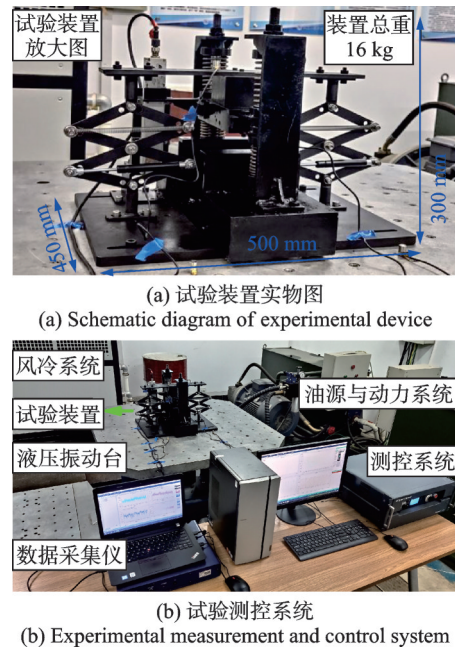 试验装置
放大图
装置总重
16 kg
300 mm
450 mm
500 mm
(a) 试验装置实物图
(a) Schematic diagram of experimental device
风冷系统
试验装置
液压振动台
数据采集仪
油源与动力系统
测控系统
(b) 试验测控系统
(b) Experimental measurement and control system